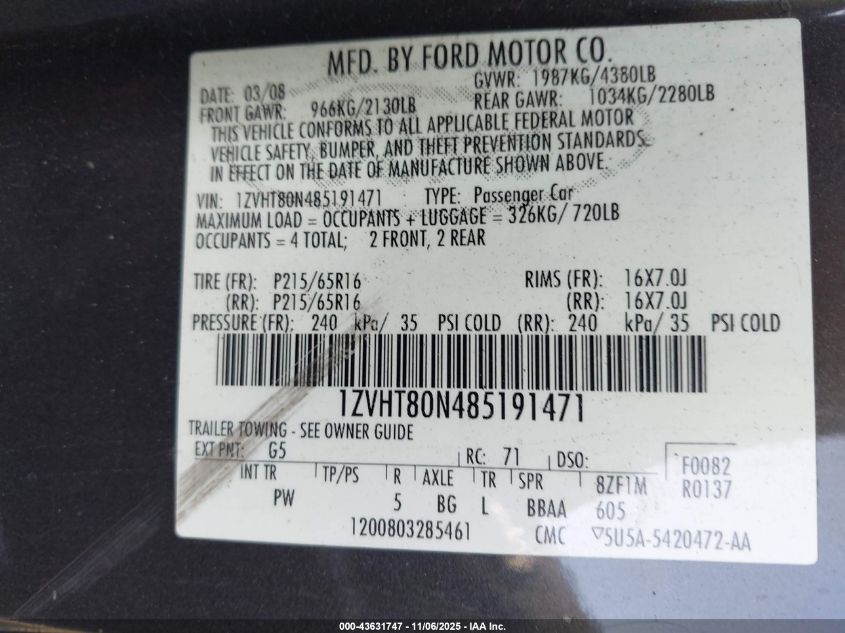 MFD. BY FORD MOTOR CO.
DATE: 03/08 GVWR: 1987KG/4380LB
FRONT GAWR: 966KG/2130LB REAR GAWR: 1034KG/2280LB
THIS VEHICLE CONFORMS TO ALL APPLICABLE FEDERAL MOTOR
VEHICLE SAFETY, BUMPER, AND THEFT PREVENTION STANDARDS
IN EFFECT ON THE DATE OF MANUFACTURE SHOWN ABOVE.
VIN: 1ZVHT80N485191471 TYPE: Passenger Car
MAXIMUM LOAD = OCCUPANTS + LUGGAGE = 326KG/ 720LB
OCCUPANTS = 4 TOTAL; 2 FRONT, 2 REAR
TIRE (FR): P215/65R16 RIMS (FR): 16X7.0J
(RR): P215/65R16 (RR): 16X7.0J
PRESSURE (FR): 240 kPa/ 35 PSI COLD (RR): 240 kPa/ 35 PSI COLD
1ZVHT80N485191471
TRAILER TOWING - SEE OWNER GUIDE
EXT PNT: G5 RC: 71 DSO: F0082
INT TR TP/PS R AXLE TR SPR 8ZF1M R0137
PW 5 BG L BBAA 605
1200803285461 CMC ▽5U5A-5420472-AA
000-43631747 - 11/06/2025 - IAA Inc.